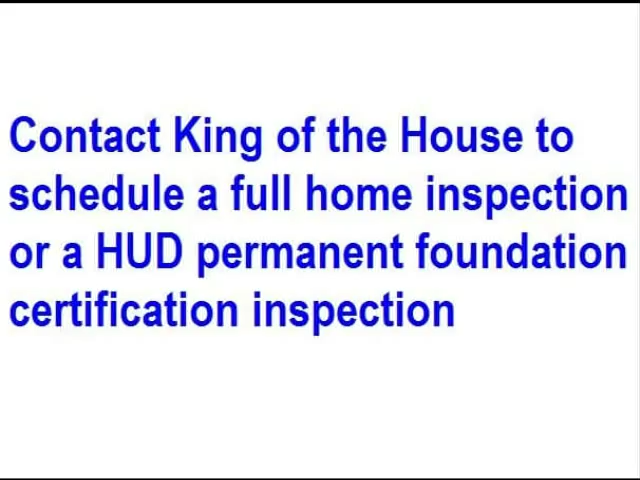 Contact King of the House to
schedule a full home inspection
or a HUD permanent foundation
certification inspection